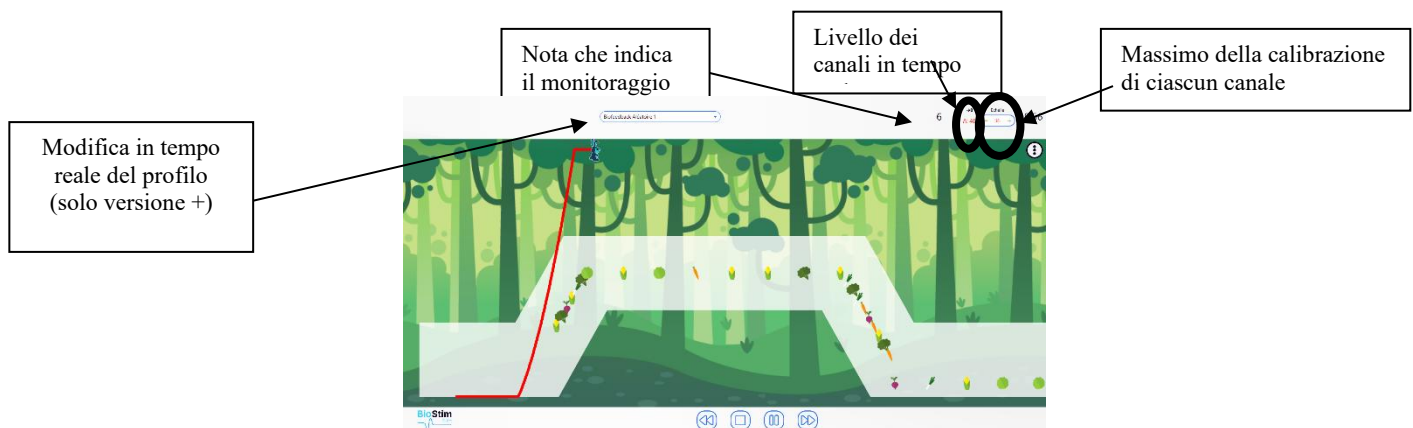 Nota che indica
il monitoraggio
Livello dei
canali in tempo
Massimo della calibrazione
di ciascun canale
Modifica in tempo
reale del profilo
(solo versione +)
6
BioStim